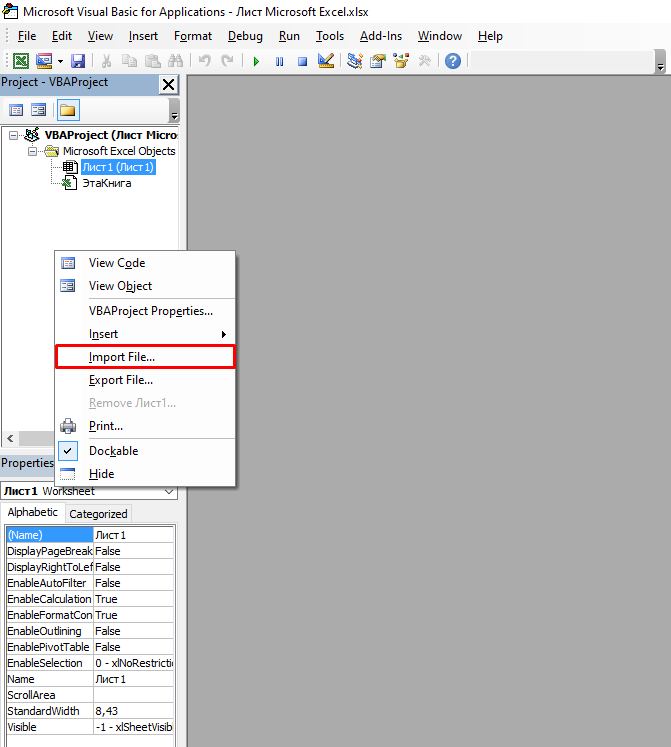 Microsoft Visual Basic for Applications - Лист Microsoft Excel.xlsx
File Edit View Insert Format Debug Run Tools Add-Ins Window Help
Project - VBAProject
VBAProject (Лист Micro
Microsoft Excel Objects
Лист1 (Лист1)
ЭтаКнига
View Code
View Object
VBAProject Properties...
Insert
Import File...
Export File...
Remove Лист1...
Print...
Dockable
Hide
Properties
Лист1 Worksheet
Alphabetic Categorized
(Name) Лист1
DisplayPageBreak False
DisplayRightToLef False
EnableAutoFilter False
EnableCalculation True
EnableFormatCon True
EnableOutlining False
EnablePivotTable False
EnableSelection 0 - xlNoRestrictio
Name Лист1
ScrollArea
StandardWidth 8,43
Visible -1 - xlSheetVisibl